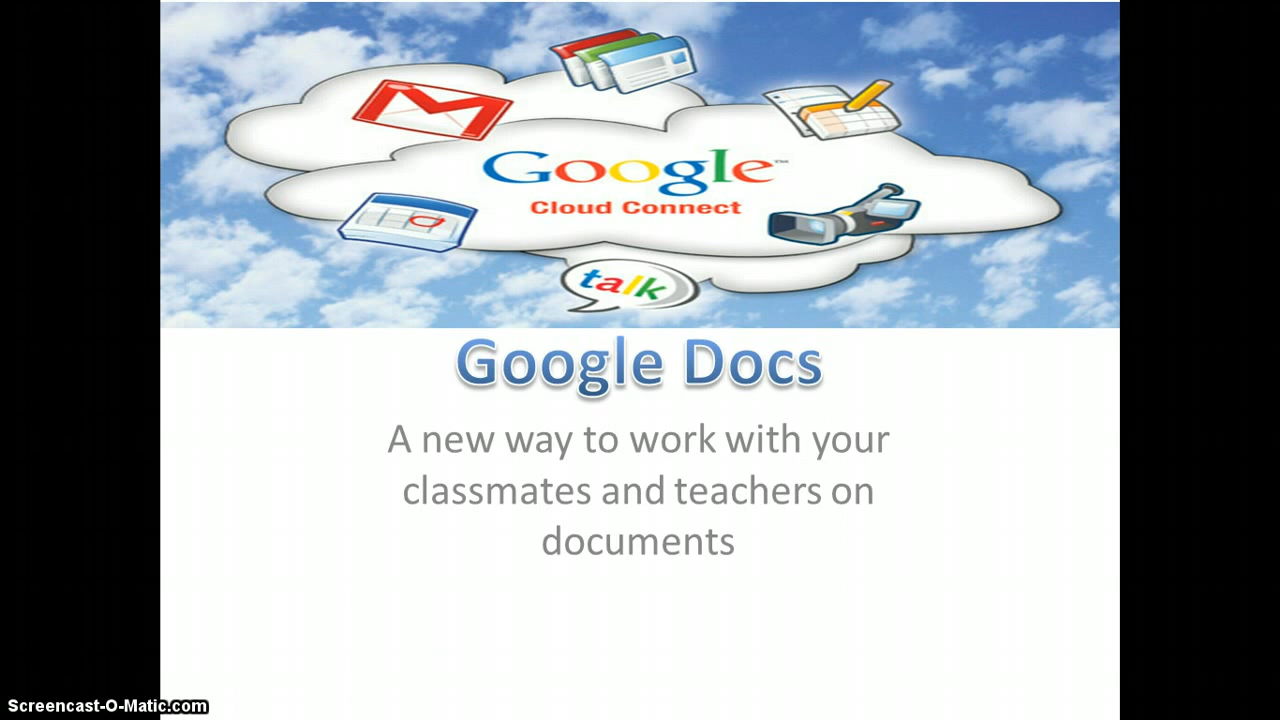 Google™
Cloud Connect
talk
Google Docs
A new way to work with your
classmates and teachers on
documents
Screencast-O-Matic.com